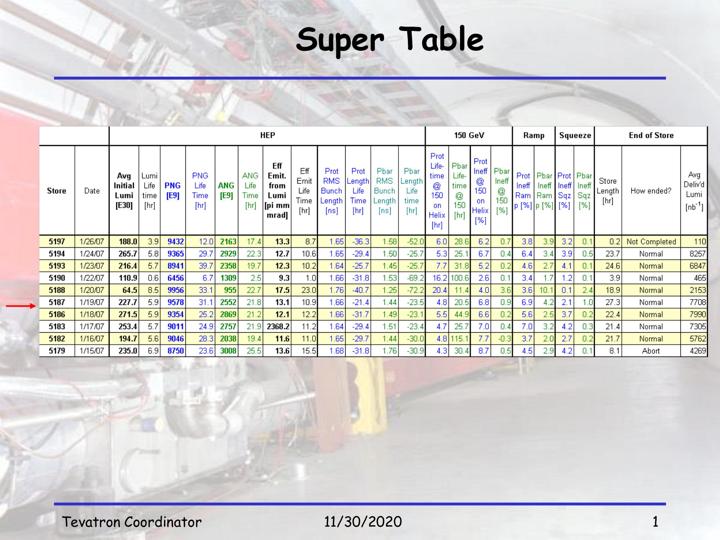 Super Table
HEP 150 GeV Ramp Squeeze End of Store
Store Date Avg Initial Lumi [E30] Lumi Life time [hr] PNG [E9] PNG Life Time [hr] ANG [E9] ANG Life Time [hr] Eff Emit. from Lumi [pi mm mrad] Eff Emit Life Time [hr] Prot RMS Bunch Length [ns] Prot Length Life Time [hr] Pbar RMS Bunch Length [ns] Pbar Length Life time [hr] Prot Life- time @ 150 on Helix [hr] Pbar Life- time @ 150 [hr] Prot Ineff @ 150 on Helix [%] Pbar Ineff @ 150 [%] Prot Ineff Ram p [%] Pbar Ineff Ram p [%] Prot Ineff Sqz [%] Pbar Ineff Sqz [%] Store Length [hr] How ended? Avg Deliv'd Lumi [nb-1]
5197 1/26/07 188.0 3.9 9432 12.0 2163 17.4 13.3 8.7 1.65 -36.3 1.58 -52.0 6.0 28.6 6.2 0.7 3.8 3.9 3.2 0.1 0.2 Not Completed 110
5194 1/24/07 265.7 5.8 9365 29.7 2929 22.3 12.7 10.6 1.65 -29.4 1.50 -25.7 5.3 25.1 6.7 0.4 6.4 3.4 3.9 0.5 23.7 Normal 8257
5193 1/23/07 216.4 5.7 8941 39.7 2358 19.7 12.3 10.2 1.64 -25.7 1.45 -25.7 7.7 31.8 5.2 0.2 4.6 2.7 4.1 0.1 24.6 Normal 6847
5190 1/22/07 110.9 0.6 6456 6.7 1309 2.5 9.3 1.0 1.66 -31.8 1.53 -69.2 16.2 100.6 2.6 0.1 3.4 1.7 1.2 0.1 3.9 Normal 465
5188 1/20/07 64.5 8.5 9956 33.1 955 22.7 17.5 23.0 1.76 -40.7 1.25 -72.2 20.4 11.4 4.0 3.6 3.6 10.1 0.1 2.4 18.9 Normal 2153
5187 1/19/07 227.7 5.9 9578 31.1 2552 21.8 13.1 10.9 1.66 -21.4 1.44 -23.5 4.8 20.5 6.8 0.9 6.9 4.2 2.1 1.0 27.3 Normal 7708
5186 1/18/07 271.5 5.9 9354 25.2 2869 21.2 12.1 12.2 1.66 -31.7 1.49 -23.1 5.5 44.9 6.6 0.2 5.6 2.5 3.7 0.2 22.4 Normal 7990
5183 1/17/07 253.4 5.7 9011 24.9 2757 21.9 2368.2 11.2 1.64 -29.4 1.51 -23.4 4.7 25.7 7.0 0.4 7.0 3.2 4.2 0.3 21.4 Normal 7305
5182 1/16/07 194.7 5.6 9046 28.3 2038 19.4 11.6 11.0 1.65 -29.7 1.44 -30.0 4.8 115.1 7.7 -0.3 3.7 2.0 2.7 0.2 21.7 Normal 5762
5179 1/15/07 235.0 6.9 8750 23.6 3008 25.5 13.6 15.5 1.68 -31.8 1.76 -30.9 4.3 30.4 8.7 0.5 4.5 2.9 4.2 0.1 8.1 Abort 4269
Tevatron Coordinator 11/30/2020 1